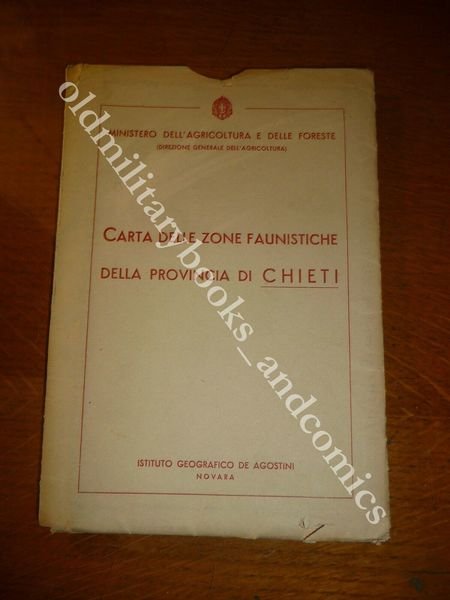 MINISTERO DELL'AGRICOLTURA E DELLE FORESTE
(DIREZIONE GENERALE DELL'AGRICOLTURA)
CARTA DELLE ZONE FAUNISTICHE
DELLA PROVINCIA DI CHIETI
ISTITUTO GEOGRAFICO DE AGOSTINI
NOVARA
oldmilitarybooks_andcomics